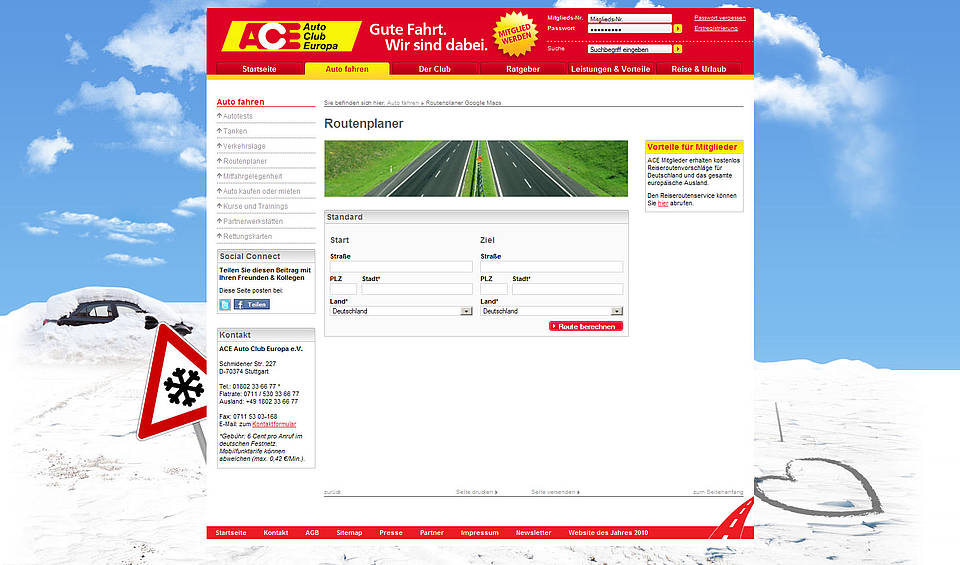 ACE Auto Club Europa
Gute Fahrt.
Wir sind dabei.
MITGLIED WERDEN
Mitglieds-Nr. Mitglieds-Nr. Passwort vergessen
Passwort ●●●●●●●●● Erstregistrierung
Suche Suchbegriff eingeben
Startseite Auto fahren Der Club Ratgeber Leistungen & Vorteile Reise & Urlaub
Auto fahren
Autotests
Tanken
Verkehrslage
Routenplaner
Mitfahrgelegenheit
Auto kaufen oder mieten
Kurse und Trainings
Partnerwerkstätten
Rettungskarten
Social Connect
Teilen Sie diesen Beitrag mit
Ihren Freunden & Kollegen
Diese Seite posten bei:
Teilen
Kontakt
ACE Auto Club Europa e.V.
Schmidener Str. 227
D-70374 Stuttgart
Tel.: 01802 33 66 77 *
Flatrate: 0711 / 530 33 66 77
Ausland: +49 1802 33 66 77
Fax: 0711 53 03-168
E-Mail: zum Kontaktformular
*Gebühr: 6 Cent pro Anruf im
deutschen Festnetz.
Mobilfunktarife können
abweichen (max. 0,42 €/Min.).
Sie befinden sich hier: Auto fahren » Routenplaner Google Maps
Routenplaner
Standard
Start Ziel
Straße Straße
PLZ Stadt* PLZ Stadt*
Land* Land*
Deutschland Deutschland
Route berechnen
Vorteile für Mitglieder
ACE Mitglieder erhalten kostenlos
Reiseroutenvorschläge für
Deutschland und das gesamte
europäische Ausland.
Den Reiseroutenservice können
Sie hier abrufen.
zurück Seite drucken Seite versenden zum Seitenanfang
Startseite Kontakt AGB Sitemap Presse Partner Impressum Newsletter Website des Jahres 2010